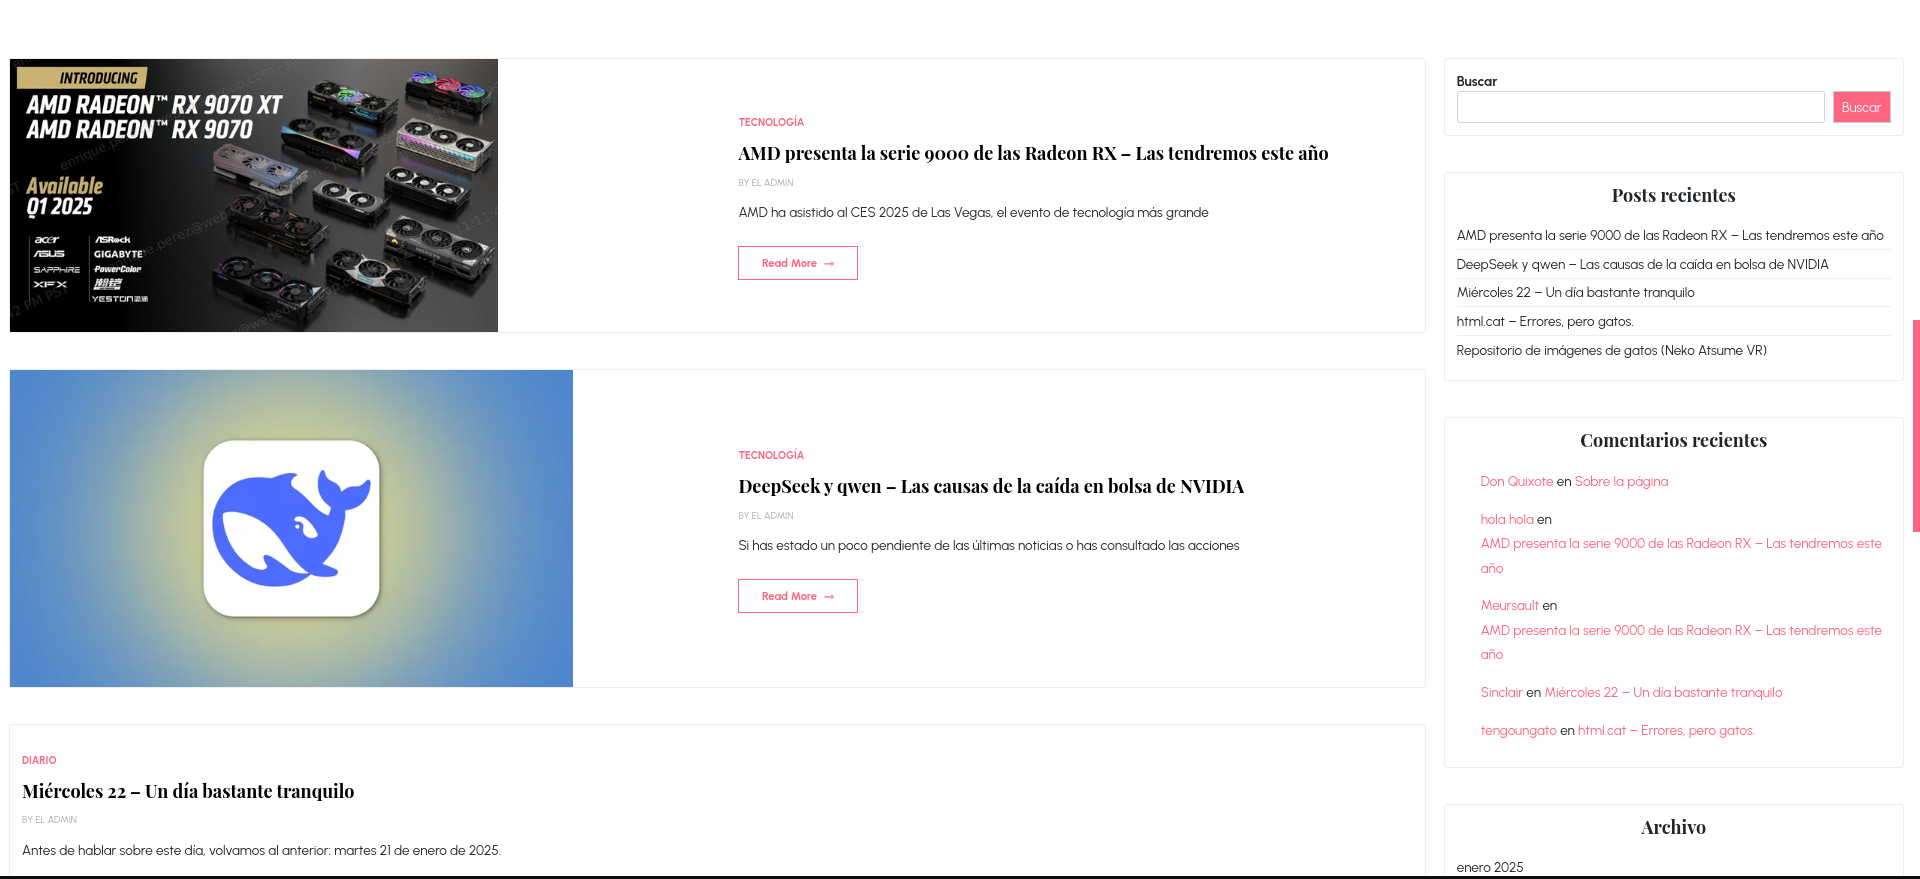 INTRODUCING
AMD RADEON™ RX 9070 XT
AMD RADEON™ RX 9070
Available
Q1 2025
acer
ASRock
ASUS
GIGABYTE
SAPPHIRE
PowerColor
XFX
YESTON
TECNOLOGÍA
AMD presenta la serie 9000 de las Radeon RX – Las tendremos este año
BY EL ADMIN
AMD ha asistido al CES 2025 de Las Vegas, el evento de tecnología más grande
Read More →
TECNOLOGÍA
DeepSeek y qwen – Las causas de la caída en bolsa de NVIDIA
BY EL ADMIN
Si has estado un poco pendiente de las últimas noticias o has consultado las acciones
Read More →
DIARIO
Miércoles 22 – Un día bastante tranquilo
BY EL ADMIN
Antes de hablar sobre este día, volvamos al anterior: martes 21 de enero de 2025.
Buscar
Buscar
Posts recientes
AMD presenta la serie 9000 de las Radeon RX – Las tendremos este año
DeepSeek y qwen – Las causas de la caída en bolsa de NVIDIA
Miércoles 22 – Un día bastante tranquilo
html.cat – Errores, pero gatos.
Repositorio de imágenes de gatos (Neko Atsume VR)
Comentarios recientes
Don Quixote en Sobre la página
hola hola en
AMD presenta la serie 9000 de las Radeon RX – Las tendremos este
año
Meursault en
AMD presenta la serie 9000 de las Radeon RX – Las tendremos este
año
Sinclair en Miércoles 22 – Un día bastante tranquilo
tengoungato en html.cat – Errores, pero gatos.
Archivo
enero 2025